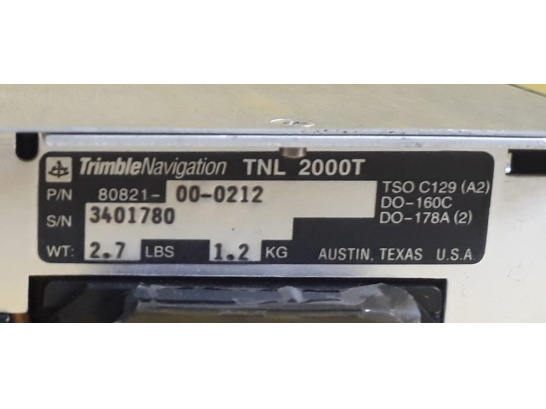 TrimbleNavigation TNL 2000T
P/N 80821- 00-0212 TSO C129 (A2)
DO-160C
S/N 3401780 DO-178A (2)
WT: 2.7 LBS 1.2 KG AUSTIN, TEXAS U.S.A